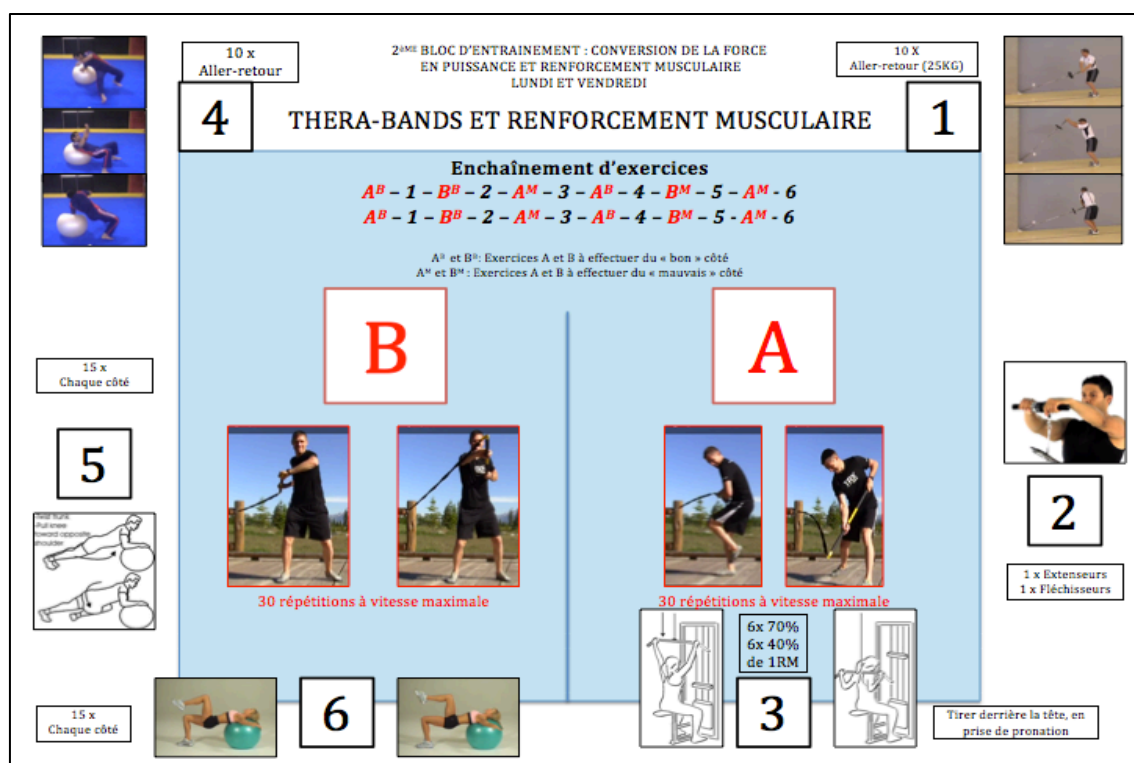 10 x
Aller-retour
2ÈME BLOC D'ENTRAINEMENT : CONVERSION DE LA FORCE
EN PUISSANCE ET RENFORCEMENT MUSCULAIRE
LUNDI ET VENDREDI
10 X
Aller-retour (25KG)
4
THERA-BANDS ET RENFORCEMENT MUSCULAIRE
1
Enchaînement d'exercices
Aᴮ – 1 – Bᴮ – 2 – Aᴹ – 3 – Aᴮ – 4 – Bᴹ – 5 – Aᴹ - 6
Aᴮ – 1 – Bᴮ – 2 – Aᴹ – 3 – Aᴮ – 4 – Bᴹ – 5 - Aᴹ - 6
Aᴮ et Bᴮ: Exercices A et B à effectuer du « bon » côté
Aᴹ et Bᴹ : Exercices A et B à effectuer du « mauvais » côté
B
A
15 x
Chaque côté
5
2
-Pull knee
toward opposite
shoulder.
1 x Extenseurs
1 x Fléchisseurs
30 répétitions à vitesse maximale
30 répétitions à vitesse maximale
6x 70%
6x 40%
de 1RM
15 x
Chaque côté
6
3
Tirer derrière la tête, en
prise de pronation